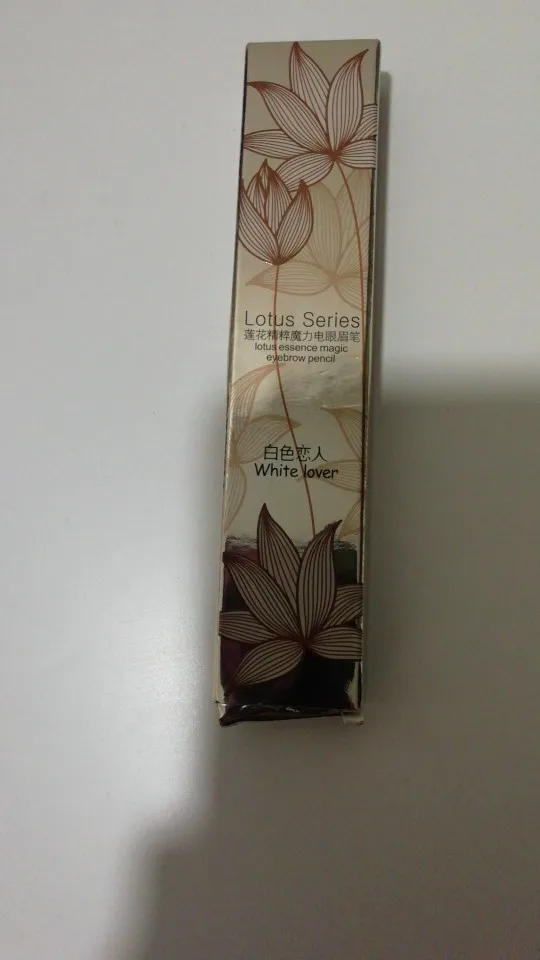 Lotus Series
莲花精粹魔力电眼眉笔
lotus essence magic
eyebrow pencil
白色恋人
White lover